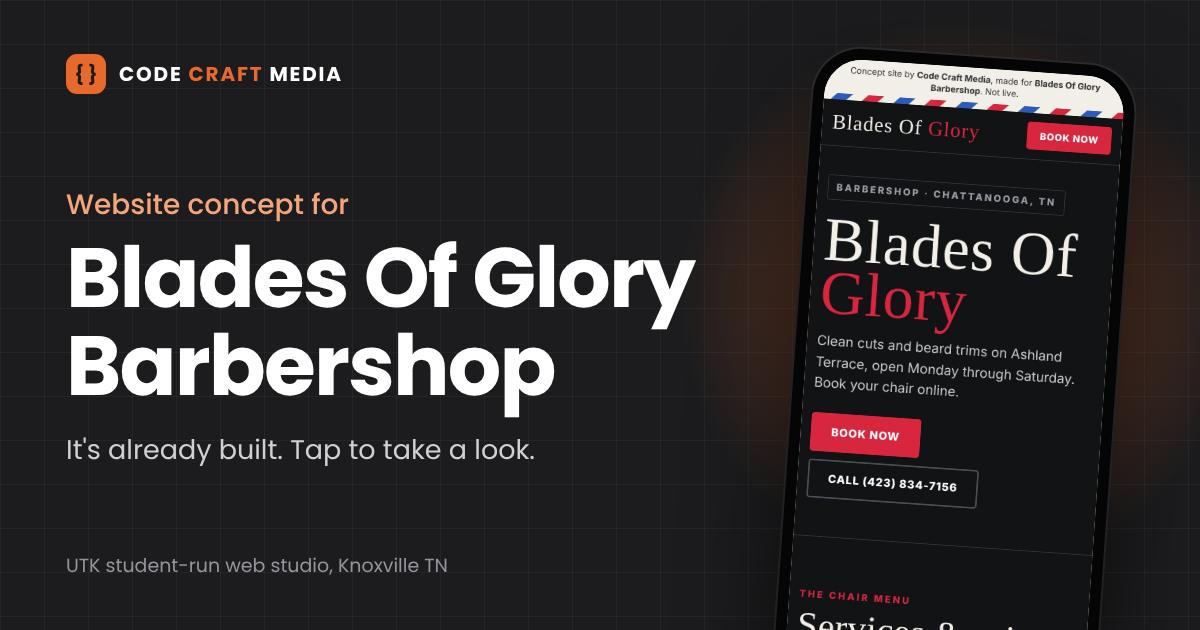 { } CODE CRAFT MEDIA
Website concept for
Blades Of Glory
Barbershop
It's already built. Tap to take a look.
UTK student-run web studio, Knoxville TN
Concept site by Code Craft Media, made for Blades Of Glory
Barbershop. Not live.
Blades Of Glory
BOOK NOW
BARBERSHOP · CHATTANOOGA, TN
Blades Of
Glory
Clean cuts and beard trims on Ashland
Terrace, open Monday through Saturday.
Book your chair online.
BOOK NOW
CALL (423) 834-7156
THE CHAIR MENU
Services &